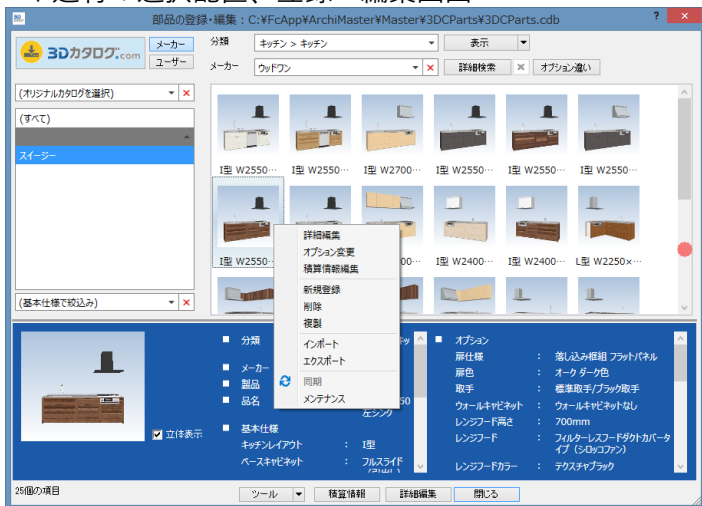 部品の登録・編集：C:¥FcApp¥ArchiMaster¥Master¥3DCParts¥3DCParts.cdb
?
×
3Dカタログ.com
メーカー
ユーザー
分類
キッチン > キッチン
表示
メーカー
ウッドワン
×
詳細検索
×
オプション違い
(オリジナルカタログを選択)
×
(すべて)
スイージー
(基本仕様で絞込み)
×
I型 W2550…
I型 W2550…
I型 W2700…
I型 W2550…
I型 W2550…
I型 W2550…
I型 W2550…
00…
I型 W2400…
I型 W2400…
L型 W2250×…
詳細編集
オプション変更
積算情報編集
新規登録
削除
複製
インポート
エクスポート
同期
メンテナンス
立体表示
■ 分類
■ メーカー
■ 製品
■ 品名
50
左シンク
■ 基本仕様
キッチンレイアウト ： I型
ベースキャビネット ： フルスライド
■ オプション
扉仕様 ： 落し込み框組 フラットパネル
扉色 ： オーク ダーク色
取手 ： 標準取手/ブラック取手
ウォールキャビネット ： ウォールキャビネットなし
レンジフード高さ ： 700mm
レンジフード ： フィルターレスフードダクトカバータ
イプ（シロッコファン）
レンジフードカラー ： テクスチャブラック
25個の項目
ツール
積算情報
詳細編集
閉じる